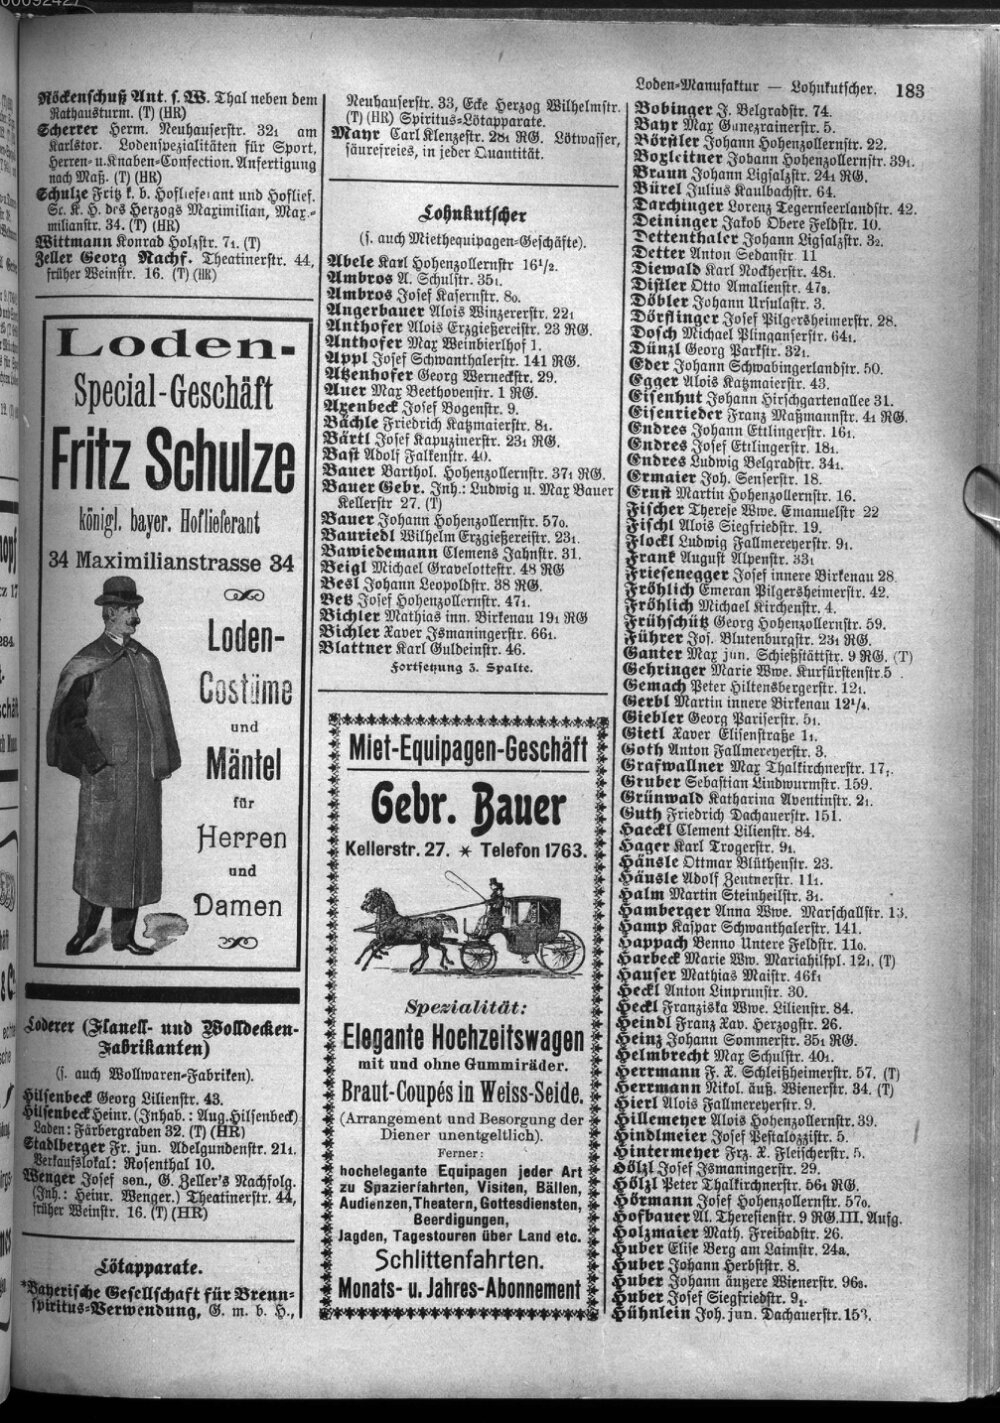 00092427
Loden-Manufaktur — Lohnkutscher. 183
Röckenschuß Ant. s. W. Thal neben dem
Rathausturm. (T) (HR)
Scherrer Herm. Neuhauserstr. 32₁ am
Karlstor. Lodenspezialitäten für Sport,
Herren- u. Knaben-Confection. Anfertigung
nach Maß. (T) (HR)
Schulze Fritz k. b. Hoflieferant und Hoflief.
Sr. K. H. des Herzogs Maximilian, Max-
milianstr. 34. (T) (HR)
Wittmann Konrad Holzstr. 7₁. (T)
Zeller Georg Nachf. Theatinerstr. 44,
früher Weinstr. 16. (T) (HR)
Loden-
Special-Geschäft
Fritz Schulze
königl. bayer. Hoflieferant
34 Maximilianstrasse 34
Loden-
Costüme
und
Mäntel
für
Herren
und
Damen
Loderer (Flanell- und Wolldecken-
Fabrikanten)
(s. auch Wollwaren-Fabriken).
Hilsenbeck Georg Lilienstr. 43.
Hilsenbeck Heinr. (Inhab.: Aug. Hilsenbeck)
Laden: Färbergraben 32. (T) (HR)
Stadlberger Fr. jun. Adelgundenstr. 21₁.
Verkaufslokal: Rosenthal 10.
Wenger Josef sen., G. Zeller's Nachfolg.
(Inh.: Heinr. Wenger.) Theatinerstr. 44,
früher Weinstr. 16. (T) (HR)
Lötapparate.
*Bayerische Gesellschaft für Brenn-
spiritus-Verwendung, G. m. b. H.,
Neuhauserstr. 33, Ecke Herzog Wilhelmstr.
(T) (HR) Spiritus-Lötapparate.
Mayr Carl Klenzestr. 28₁ RG. Lötwasser,
säurefreies, in jeder Quantität.
Lohnkutscher
(s. auch Miethequipagen-Geschäfte).
Abele Karl Hohenzollernstr 16¹/₂.
Ambros A. Schulstr. 35₁.
Ambros Josef Kasernstr. 8₀.
Angerbauer Alois Winzererstr. 22₁
Anthofer Alois Erzgießereistr. 23 RG.
Anthofer Max Weinbierlhof 1.
Appl Josef Schwanthalerstr. 141 RG.
Atzenhofer Georg Werneckstr. 29.
Auer Max Beethovenstr. 1 RG.
Axenbeck Josef Bogenstr. 9.
Bächle Friedrich Katzmaierstr. 8₁.
Bärtl Josef Kapuzinerstr. 23₁ RG.
Bast Adolf Falkenstr. 40.
Bauer Barthol. Hohenzollernstr. 37₁ RG.
Bauer Gebr. Inh.: Ludwig u. Max Bauer
Kellerstr 27. (T)
Bauer Johann Hohenzollernstr. 57₀.
Bauriedl Wilhelm Erzgießereistr. 23₁.
Bawiedemann Clemens Jahnstr. 31.
Beigl Michael Gravelottestr. 48 RG
Besl Johann Leopoldstr. 38 RG.
Betz Josef Hohenzollernstr. 47₁.
Bichler Mathias inn. Birkenau 19₁ RG
Bichler Xaver Ismaningerstr. 66₁.
Blattner Karl Guldeinstr. 46.
Fortsetzung 3. Spalte.
Miet-Equipagen-Geschäft
Gebr. Bauer
Kellerstr. 27. * Telefon 1763.
Spezialität:
Elegante Hochzeitswagen
mit und ohne Gummiräder.
Braut-Coupés in Weiss-Seide.
(Arrangement und Besorgung der
Diener unentgeltlich).
Ferner:
hochelegante Equipagen jeder Art
zu Spazierfahrten, Visiten, Bällen,
Audienzen, Theatern, Gottesdiensten,
Beerdigungen,
Jagden, Tagestouren über Land etc.
Schlittenfahrten.
Monats- u. Jahres-Abonnement
Bobinger J. Belgradstr. 74.
Bayr Max Gunezrainerstr. 5.
Börstler Johann Hohenzollernstr. 22.
Boxleitner Johann Hohenzollernstr. 39₁.
Braun Johann Ligsalzstr. 24₁ RG.
Bürel Julius Kaulbachstr. 64.
Darchinger Lorenz Tegernseerlandstr. 42.
Deininger Jakob Obere Feldstr. 10.
Dettenthaler Johann Ligsalzstr. 3₂.
Detter Anton Sedanstr. 11
Diewald Karl Nockherstr. 48₁.
Distler Otto Amalienstr. 47₃.
Döbler Johann Ursulastr. 3.
Dörflinger Josef Pilgersheimerstr. 28.
Dosch Michael Plinganserstr. 64₁.
Dünzl Georg Parkstr. 32₁.
Eder Johann Schwabingerlandstr. 50.
Egger Alois Katzmaierstr. 43.
Eisenhut Johann Hirschgartenallee 31.
Eisenrieder Franz Maßmannstr. 4₁ RG.
Endres Johann Ettlingerstr. 16₁.
Endres Josef Ettlingerstr. 18₁.
Endres Ludwig Belgradstr. 34₁.
Ermaier Joh. Senserstr. 18.
Ernst Martin Hohenzollernstr. 16.
Fischer Therese Wwe. Emanuelstr 22
Fischl Alois Siegfriedstr. 19.
Flockl Ludwig Fallmereyerstr. 9₁.
Frank August Alpenstr. 33₁
Friesenegger Josef innere Birkenau 28.
Fröhlich Emeran Pilgersheimerstr. 42.
Fröhlich Michael Kirchenstr. 4.
Frühschütz Georg Hohenzollernstr. 59.
Führer Jos. Blutenburgstr. 23₁ RG.
Ganter Max jun. Schießstättstr. 9 RG. (T)
Gehringer Marie Wwe. Kurfürstenstr. 5
Gemach Peter Hiltensbergerstr. 12₁.
Gerbl Martin innere Birkenau 12¹/₄.
Giebler Georg Pariserstr. 5₁.
Gietl Xaver Elisenstraße 1₁.
Goth Anton Fallmereyerstr. 3.
Grafwallner Max Thalkirchnerstr. 17₁.
Gruber Sebastian Lindwurmstr. 159.
Grünwald Katharina Aventinstr. 2₁.
Guth Friedrich Dachauerstr. 151.
Haeckl Clement Lilienstr. 84.
Hager Karl Trogerstr. 9₁.
Hänsle Ottmar Blüthenstr. 23.
Häusle Adolf Zentnerstr. 11₁.
Halm Martin Steinheilstr. 3₁.
Hamberger Anna Wwe. Marschallstr. 13.
Hamp Kaspar Schwanthalerstr. 141.
Happach Benno Untere Feldstr. 11₀.
Harbeck Marie Ww. Mariahilfpl. 12₁. (T)
Hauser Mathias Maistr. 46k₁
Heckl Anton Linprunstr. 30.
Heckl Franziska Wwe. Lilienstr. 84.
Heindl Franz Xav. Herzogstr. 26.
Heinz Johann Sommerstr. 35₁ RG.
Helmbrecht Max Schulstr. 40₁.
Herrmann F. X. Schleißheimerstr. 57. (T)
Herrmann Nikol. äuß. Wienerstr. 34. (T)
Hierl Alois Fallmereyerstr. 9.
Hillemeyer Alois Hohenzollernstr. 39.
Hindlmeier Josef Pestalozzistr. 5.
Hintermeyer Frz. X. Fleischerstr. 5.
Hölzl Josef Ismaningerstr. 29.
Hölzl Peter Thalkirchnerstr. 56₁ RG.
Hörmann Josef Hohenzollernstr. 57₀.
Hofbauer Al. Theresienstr. 9 RG. III. Aufg.
Holzmaier Math. Freibadstr. 26.
Huber Elise Berg am Laimstr. 24a.
Huber Johann Herbststr. 8.
Huber Johann äußere Wienerstr. 96₃.
Huber Josef Siegfriedstr. 9₁.
Hühnlein Joh. jun. Dachauerstr. 153.